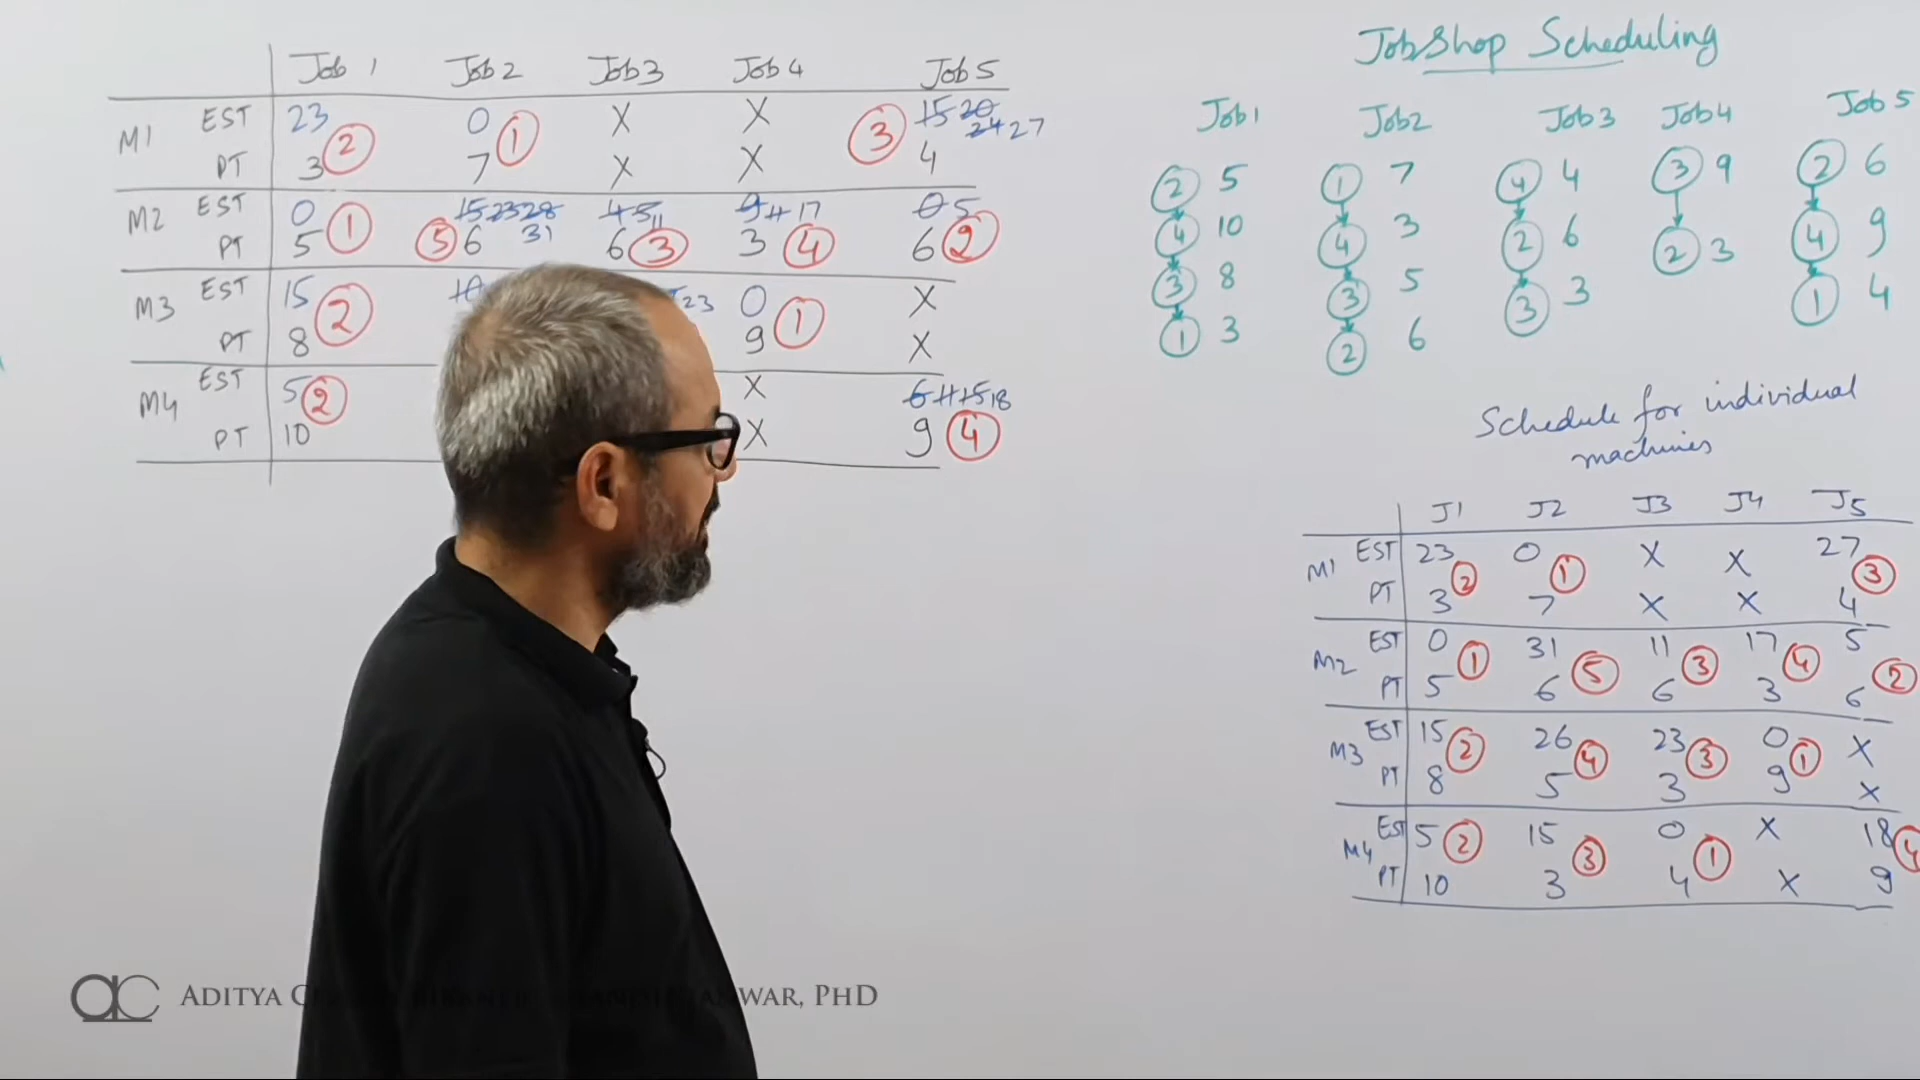 Job 1 Job 2 Job 3 Job 4 Job 5
M1 EST 23 0 X X 15 20 24 27
PT 3 ② 7 ① X X ③ 4
M2 EST 0 15 23 28 4 5 11 9 11 17 0 5
PT 5 ① ⑤ 6 31 6 ③ 3 ④ 6 ②
M3 EST 15 10 23 0 X
PT 8 ② 9 ① X
M4 EST 5 ② X 6 11 15 18
PT 10 X 9 ④
JobShop Scheduling
Job 1 Job 2 Job 3 Job 4 Job 5
② 5 ① 7 ④ 4 ③ 9 ② 6
④ 10 ④ 3 ② 6 ② 3 ④ 9
③ 8 ③ 5 ③ 3 ① 4
① 3 ② 6
Schedule for individual
machines
J1 J2 J3 J4 J5
M1 EST 23 0 X X 27
PT 3 ② 7 ① X X 4 ③
M2 EST 0 31 11 17 5
PT 5 ① 6 ⑤ 6 ③ 3 ④ 6 ②
M3 EST 15 26 23 0 X
PT 8 ② 5 ④ 3 ③ 9 ① X
M4 EST 5 15 0 X 18
PT 10 ② 3 ③ 4 ① X 9 ④
ac ADITYA WAR, PHD